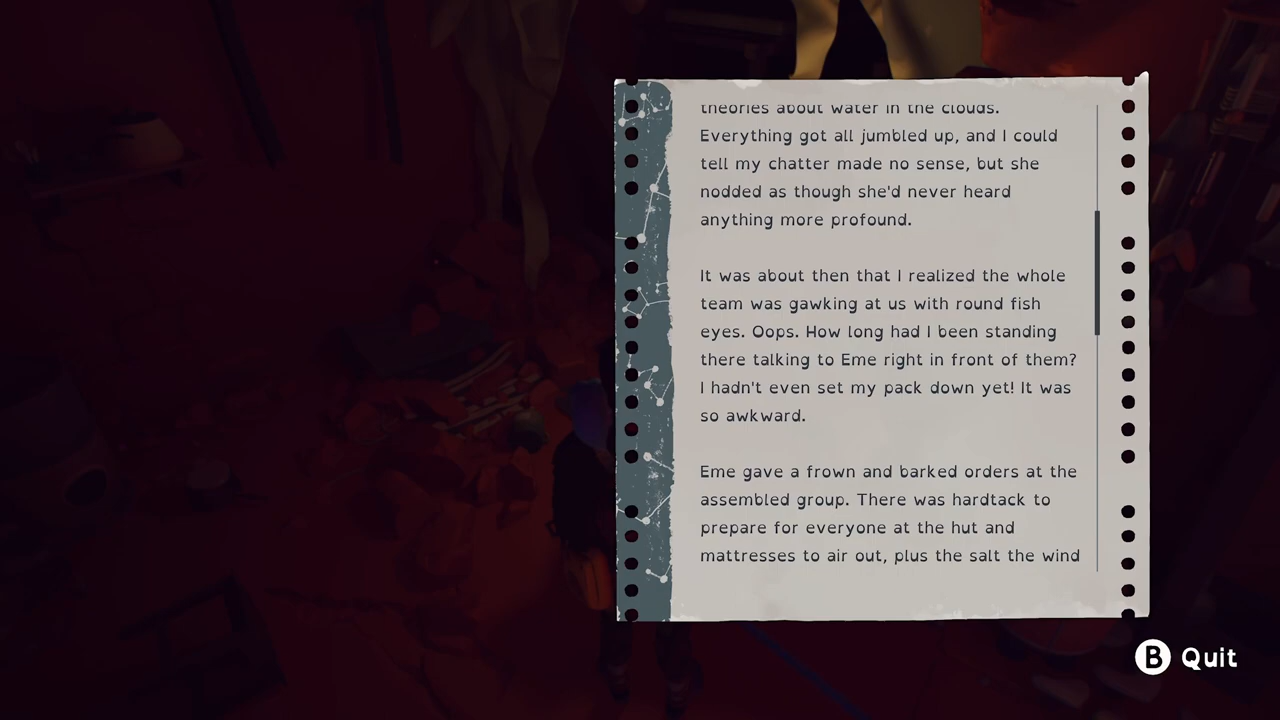 theories about water in the clouds.
Everything got all jumbled up, and I could
tell my chatter made no sense, but she
nodded as though she'd never heard
anything more profound.
It was about then that I realized the whole
team was gawking at us with round fish
eyes. Oops. How long had I been standing
there talking to Eme right in front of them?
I hadn't even set my pack down yet! It was
so awkward.
Eme gave a frown and barked orders at the
assembled group. There was hardtack to
prepare for everyone at the hut and
mattresses to air out, plus the salt the wind
B Quit